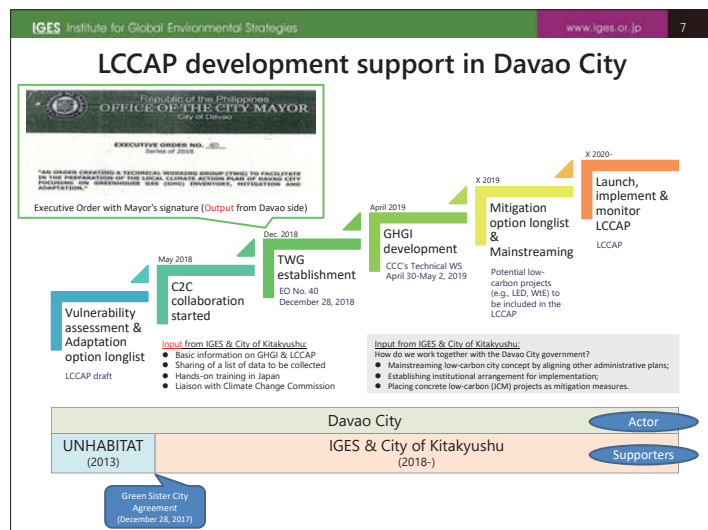 IGES Institute for Global Environmental Strategies
www.iges.or.jp
7
LCCAP development support in Davao City
Republic of the Philippines
OFFICE OF THE CITY MAYOR
City of Davao
EXECUTIVE ORDER NO. 40
Series of 2018
"AN ORDER CREATING A TECHNICAL WORKING GROUP (TWG) TO FACILITATE
IN THE PREPARATION OF THE LOCAL CLIMATE ACTION PLAN OF DAVAO CITY
FOCUSING ON GREENHOUSE GAS (GHG) INVENTORY, MITIGATION AND
ADAPTATION."
Executive Order with Mayor's signature (Output from Davao side)
Vulnerability
assessment &
Adaptation
option longlist
LCCAP draft
May 2018
C2C
collaboration
started
Dec. 2018
TWG
establishment
EO No. 40
December 28, 2018
April 2019
GHGI
development
CCC's Technical WS
April 30-May 2, 2019
X 2019
Mitigation
option longlist
&
Mainstreaming
Potential low-
carbon projects
(e.g., LED, WtE) to
be included in the
LCCAP
X 2020-
Launch,
implement &
monitor
LCCAP
LCCAP
Input from IGES & City of Kitakyushu:
● Basic information on GHGI & LCCAP
● Sharing of a list of data to be collected
● Hands-on training in Japan
● Liaison with Climate Change Commission
Input from IGES & City of Kitakyushu:
How do we work together with the Davao City government?
● Mainstreaming low-carbon city concept by aligning other administrative plans;
● Establishing institutional arrangement for implementation;
● Placing concrete low-carbon (JCM) projects as mitigation measures.
Davao City
Actor
UNHABITAT
(2013)
IGES & City of Kitakyushu
(2018-)
Supporters
Green Sister City
Agreement
(December 28, 2017)